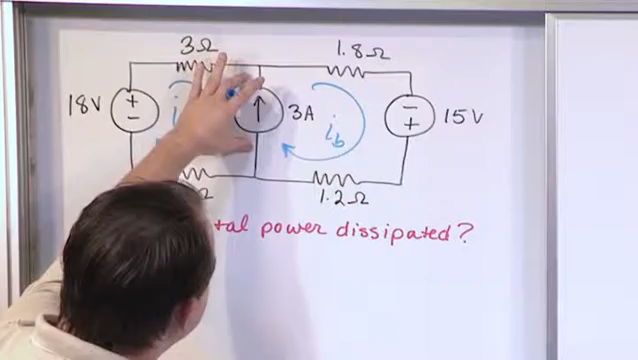 3Ω 1.8Ω
18V + - i 3A i_b - + 15V
Ω 1.2Ω
tal power dissipated?